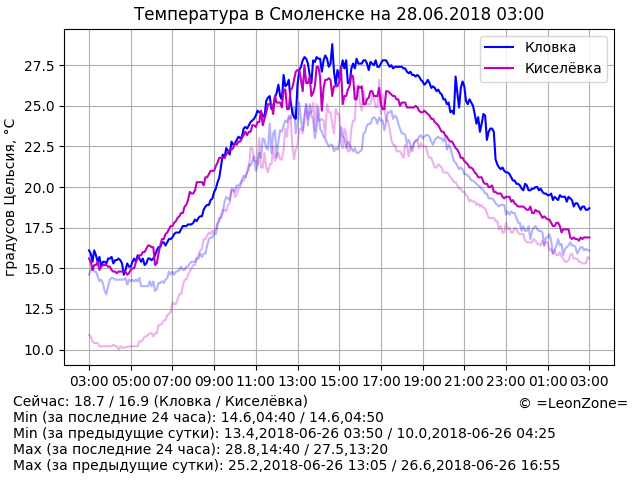 Температура в Смоленске на 28.06.2018 03:00
Кловка
Киселёвка
градусов Цельсия, °C
27.5
25.0
22.5
20.0
17.5
15.0
12.5
10.0
03:00 05:00 07:00 09:00 11:00 13:00 15:00 17:00 19:00 21:00 23:00 01:00 03:00
Сейчас: 18.7 / 16.9 (Кловка / Киселёвка)
© =LeonZone=
Min (за последние 24 часа): 14.6,04:40 / 14.6,04:50
Min (за предыдущие сутки): 13.4,2018-06-26 03:50 / 10.0,2018-06-26 04:25
Max (за последние 24 часа): 28.8,14:40 / 27.5,13:20
Max (за предыдущие сутки): 25.2,2018-06-26 13:05 / 26.6,2018-06-26 16:55